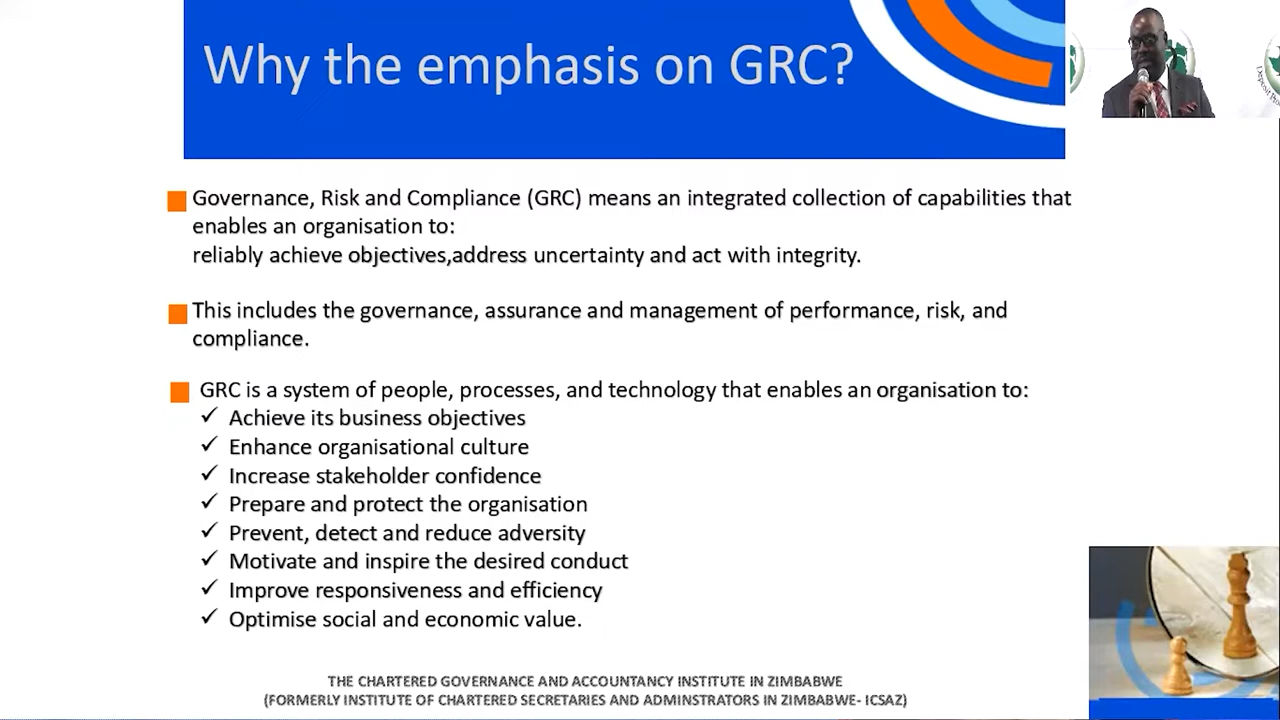 Why the emphasis on GRC?
Governance, Risk and Compliance (GRC) means an integrated collection of capabilities that
enables an organisation to:
reliably achieve objectives,address uncertainty and act with integrity.
This includes the governance, assurance and management of performance, risk, and
compliance.
GRC is a system of people, processes, and technology that enables an organisation to:
✓ Achieve its business objectives
✓ Enhance organisational culture
✓ Increase stakeholder confidence
✓ Prepare and protect the organisation
✓ Prevent, detect and reduce adversity
✓ Motivate and inspire the desired conduct
✓ Improve responsiveness and efficiency
✓ Optimise social and economic value.
THE CHARTERED GOVERNANCE AND ACCOUNTANCY INSTITUTE IN ZIMBABWE
(FORMERLY INSTITUTE OF CHARTERED SECRETARIES AND ADMINSTRATORS IN ZIMBABWE- ICSAZ)